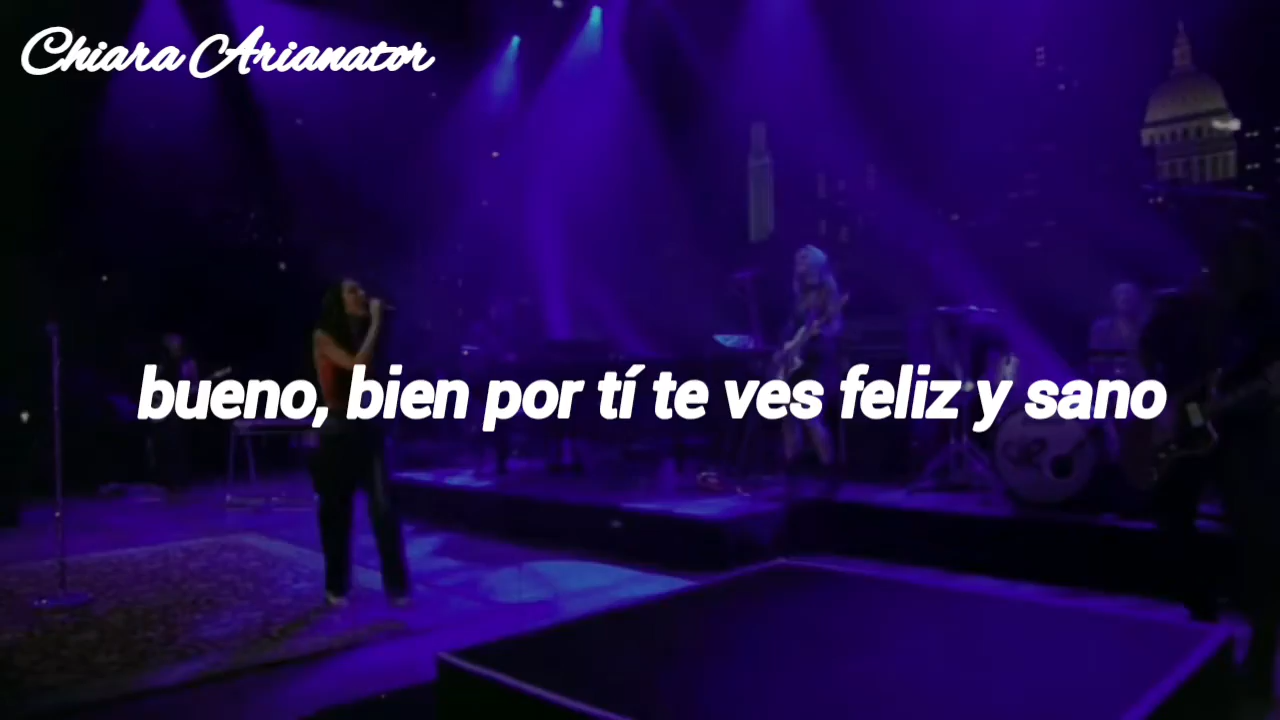 Chiara Arianator
bueno, bien por tí te ves feliz y sano